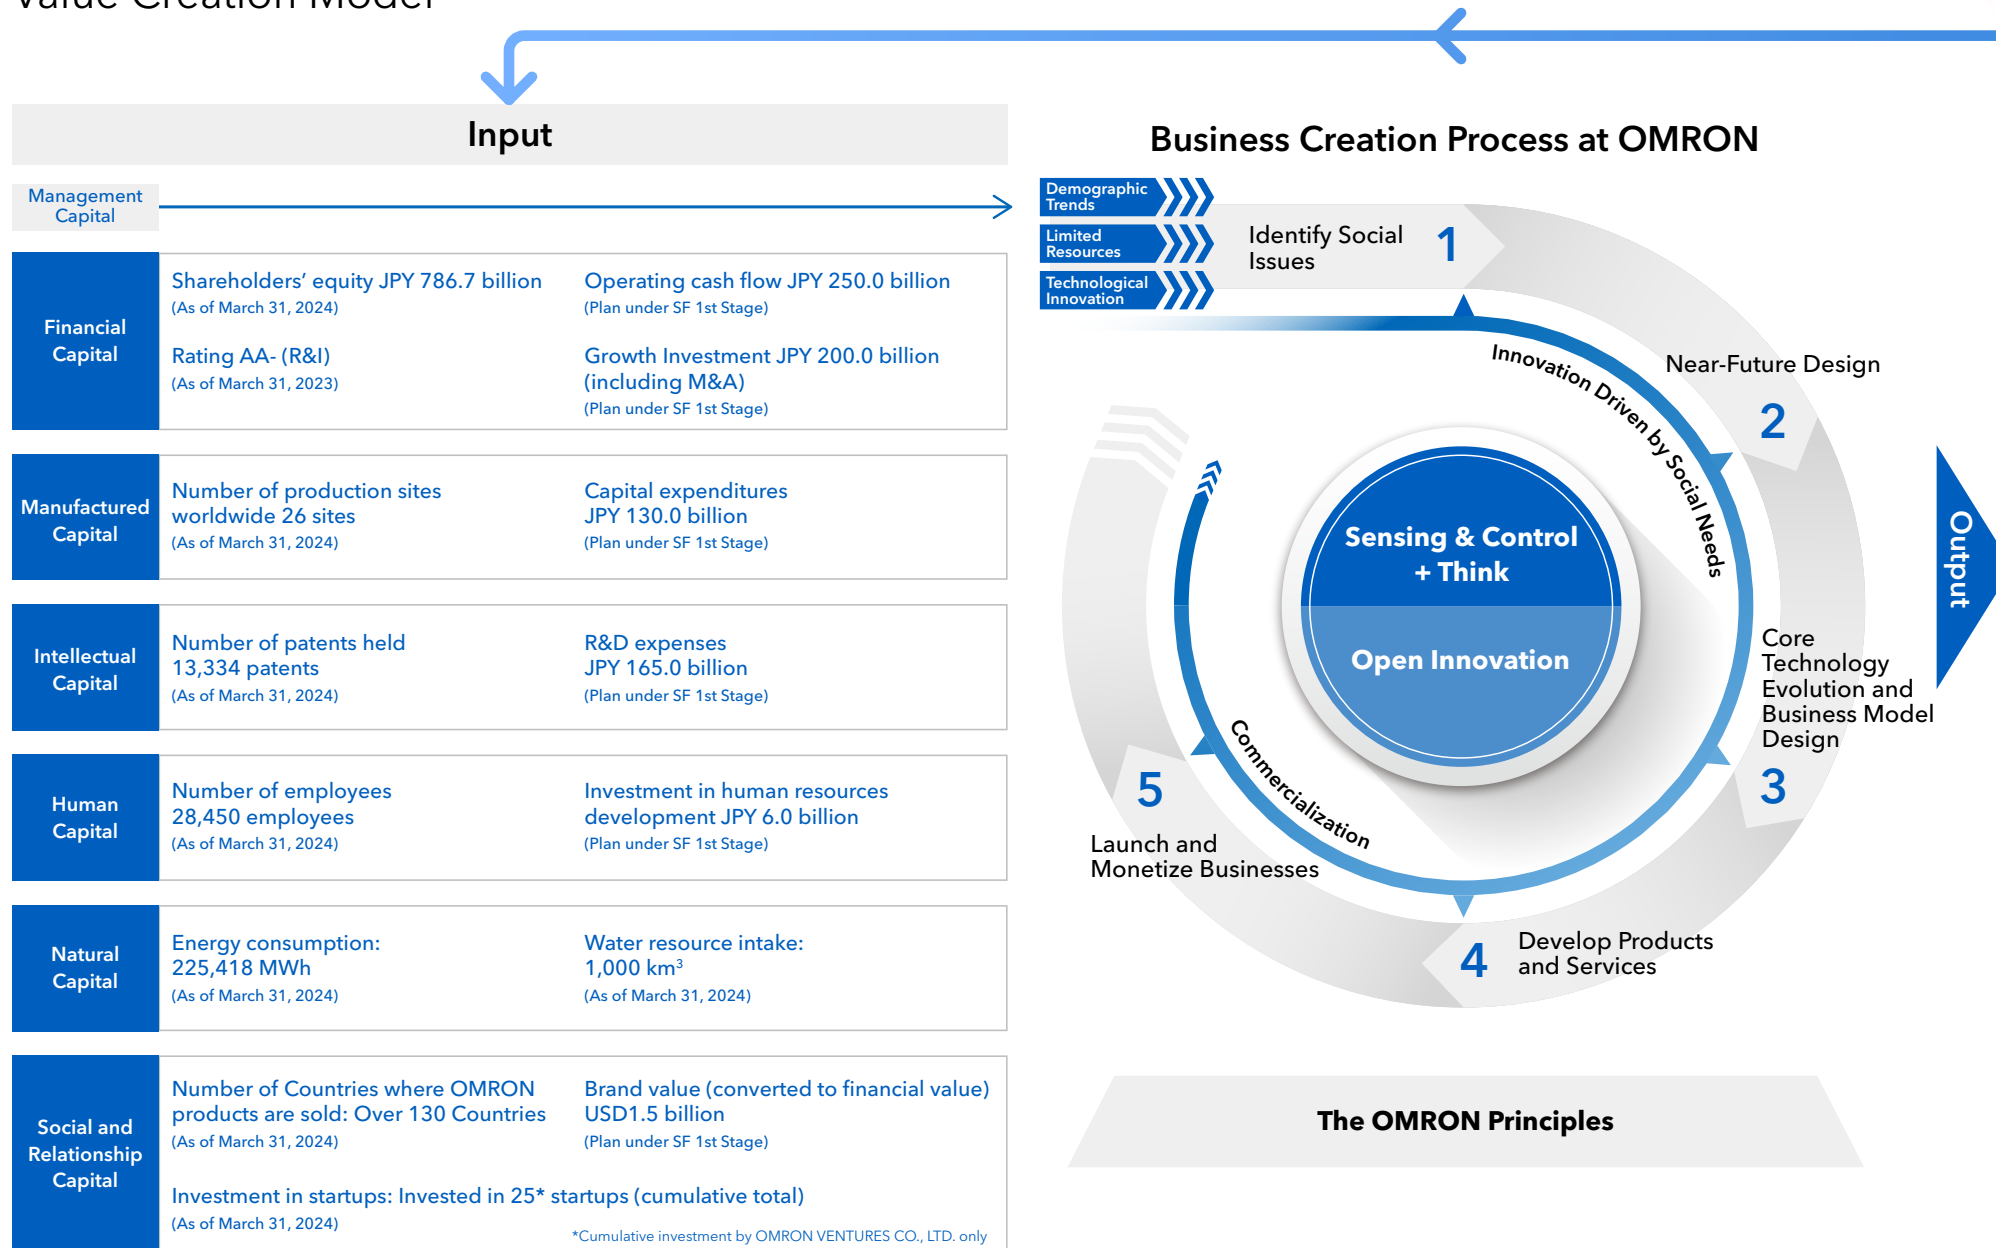 Value Creation Model
Input
Management
Capital
Financial
Capital
Shareholders’ equity JPY 786.7 billion
(As of March 31, 2024)
Operating cash flow JPY 250.0 billion
(Plan under SF 1st Stage)
Rating AA- (R&I)
(As of March 31, 2023)
Growth Investment JPY 200.0 billion
(including M&A)
(Plan under SF 1st Stage)
Manufactured
Capital
Number of production sites
worldwide 26 sites
(As of March 31, 2024)
Capital expenditures
JPY 130.0 billion
(Plan under SF 1st Stage)
Intellectual
Capital
Number of patents held
13,334 patents
(As of March 31, 2024)
R&D expenses
JPY 165.0 billion
(Plan under SF 1st Stage)
Human
Capital
Number of employees
28,450 employees
(As of March 31, 2024)
Investment in human resources
development JPY 6.0 billion
(Plan under SF 1st Stage)
Natural
Capital
Energy consumption:
225,418 MWh
(As of March 31, 2024)
Water resource intake:
1,000 km³
(As of March 31, 2024)
Social and
Relationship
Capital
Number of Countries where OMRON
products are sold: Over 130 Countries
(As of March 31, 2024)
Brand value (converted to financial value)
USD1.5 billion
(Plan under SF 1st Stage)
Investment in startups: Invested in 25* startups (cumulative total)
(As of March 31, 2024)
*Cumulative investment by OMRON VENTURES CO., LTD. only
Business Creation Process at OMRON
Demographic
Trends
Limited
Resources
Technological
Innovation
Identify Social
Issues
1
Innovation Driven by Social Needs
Near-Future Design
2
Sensing & Control
+ Think
Open Innovation
Core
Technology
Evolution and
Business Model
Design
3
4
Develop Products
and Services
Commercialization
5
Launch and
Monetize Businesses
Output
The OMRON Principles